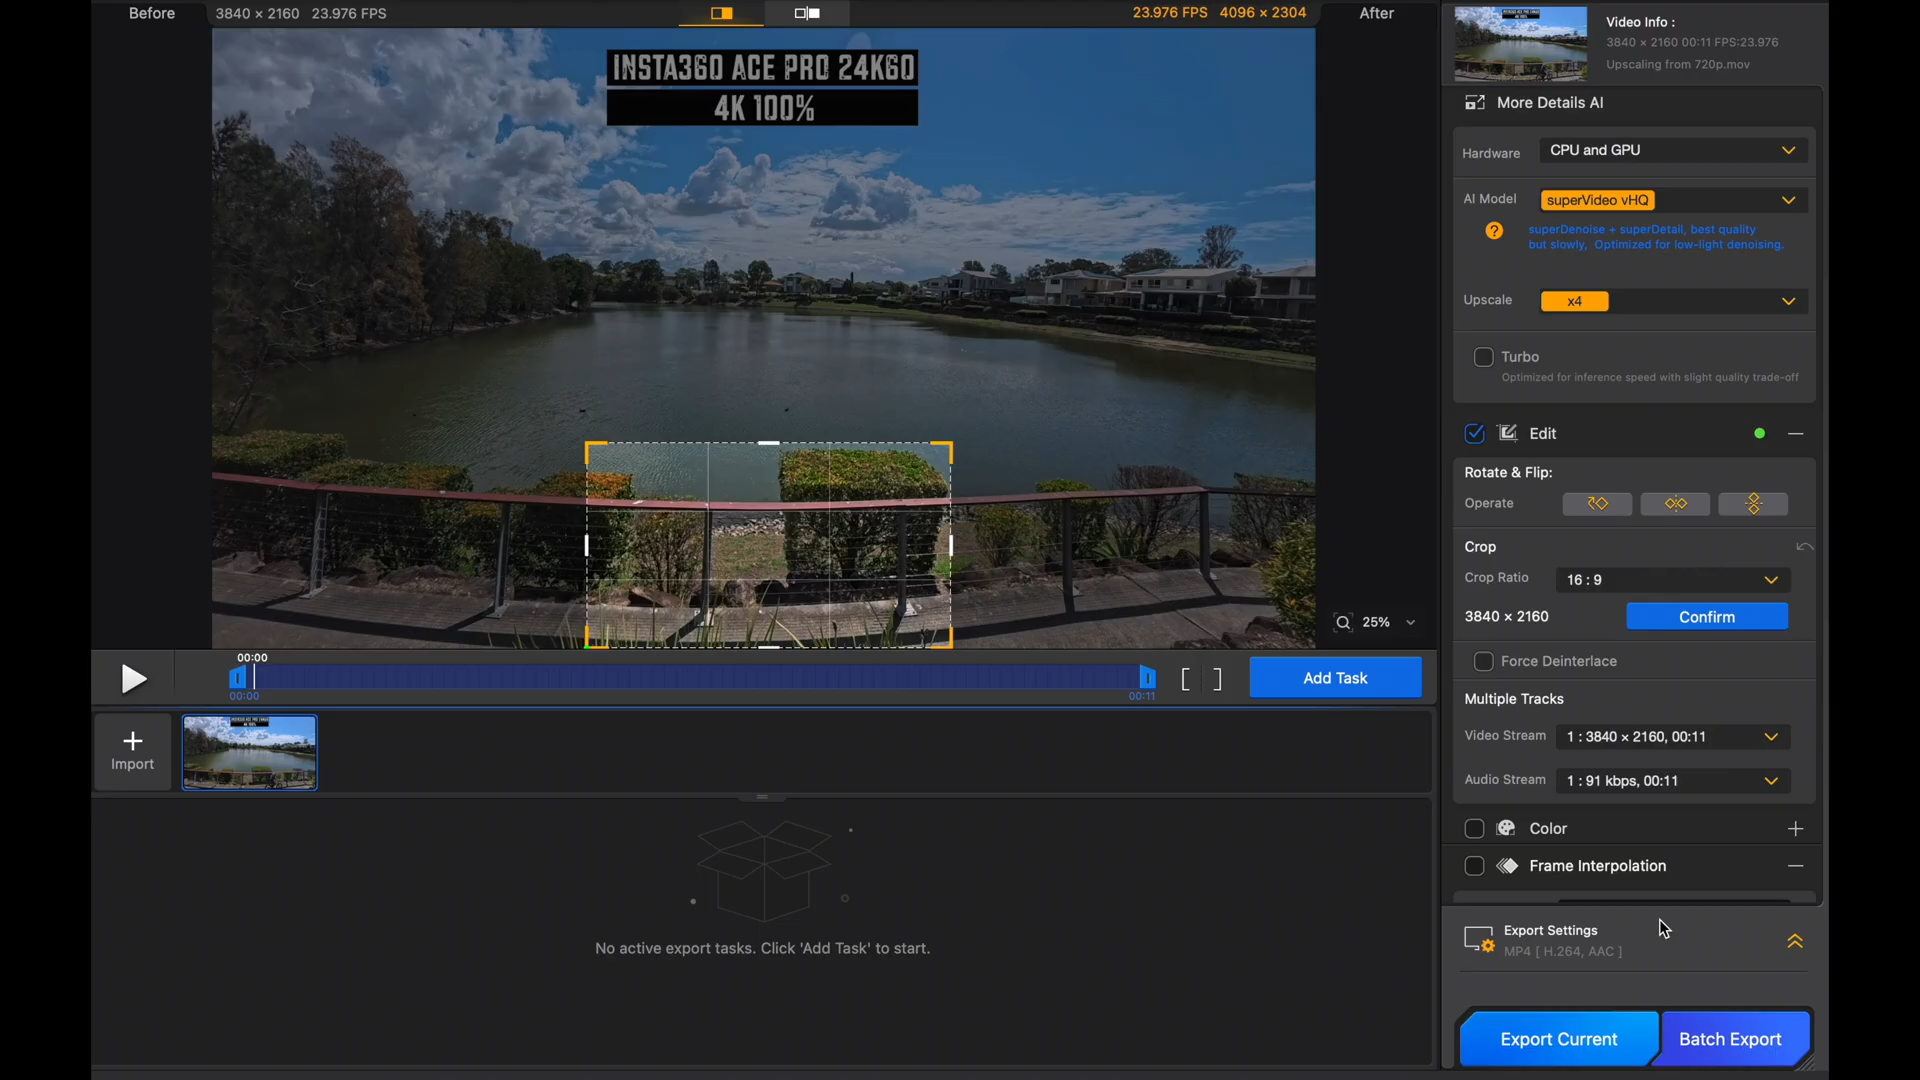 Before
3840 × 2160 23.976 FPS
23.976 FPS 4096 × 2304
After
INSTA360 ACE PRO 24K60
4K 100%
25%
00:00
00:00
00:11
[ ]
Add Task
Import
No active export tasks. Click 'Add Task' to start.
Video Info :
3840 × 2160 00:11 FPS:23.976
Upscaling from 720p.mov
More Details AI
Hardware CPU and GPU
AI Model superVideo vHQ
? superDenoise + superDetail, best quality
but slowly, Optimized for low-light denoising.
Upscale x4
Turbo
Optimized for inference speed with slight quality trade-off
Edit
Rotate & Flip:
Operate
Crop
Crop Ratio 16 : 9
3840 × 2160 Confirm
Force Deinterlace
Multiple Tracks
Video Stream 1 : 3840 × 2160, 00:11
Audio Stream 1 : 91 kbps, 00:11
Color
Frame Interpolation
Export Settings
MP4 [ H.264, AAC ]
Export Current Batch Export